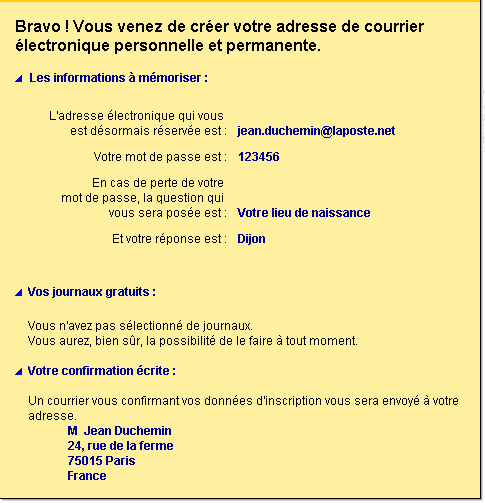 Bravo ! Vous venez de créer votre adresse de courrier
électronique personnelle et permanente.
Les informations à mémoriser :
L'adresse électronique qui vous
est désormais réservée est : jean.duchemin@laposte.net
Votre mot de passe est : 123456
En cas de perte de votre
mot de passe, la question qui
vous sera posée est : Votre lieu de naissance
Et votre réponse est : Dijon
Vos journaux gratuits :
Vous n'avez pas sélectionné de journaux.
Vous aurez, bien sûr, la possibilité de le faire à tout moment.
Votre confirmation écrite :
Un courrier vous confirmant vos données d'inscription vous sera envoyé à votre
adresse.
M Jean Duchemin
24, rue de la ferme
75015 Paris
France